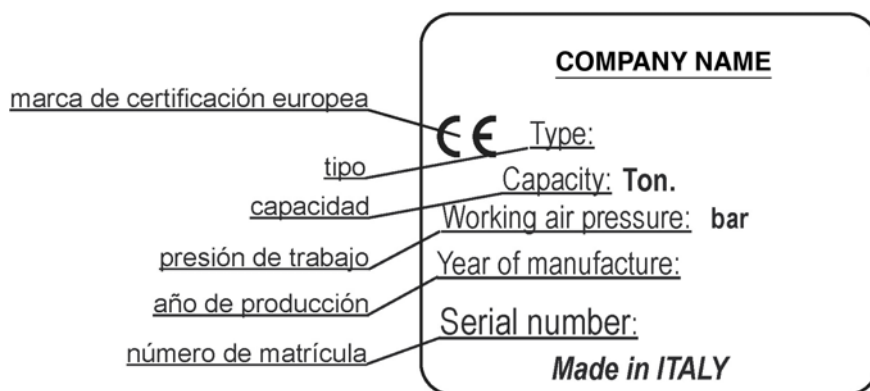 COMPANY NAME
marca de certificación europea
CE Type:
tipo
Capacity: Ton.
capacidad
Working air pressure: bar
presión de trabajo
Year of manufacture:
año de producción
Serial number:
número de matrícula
Made in ITALY